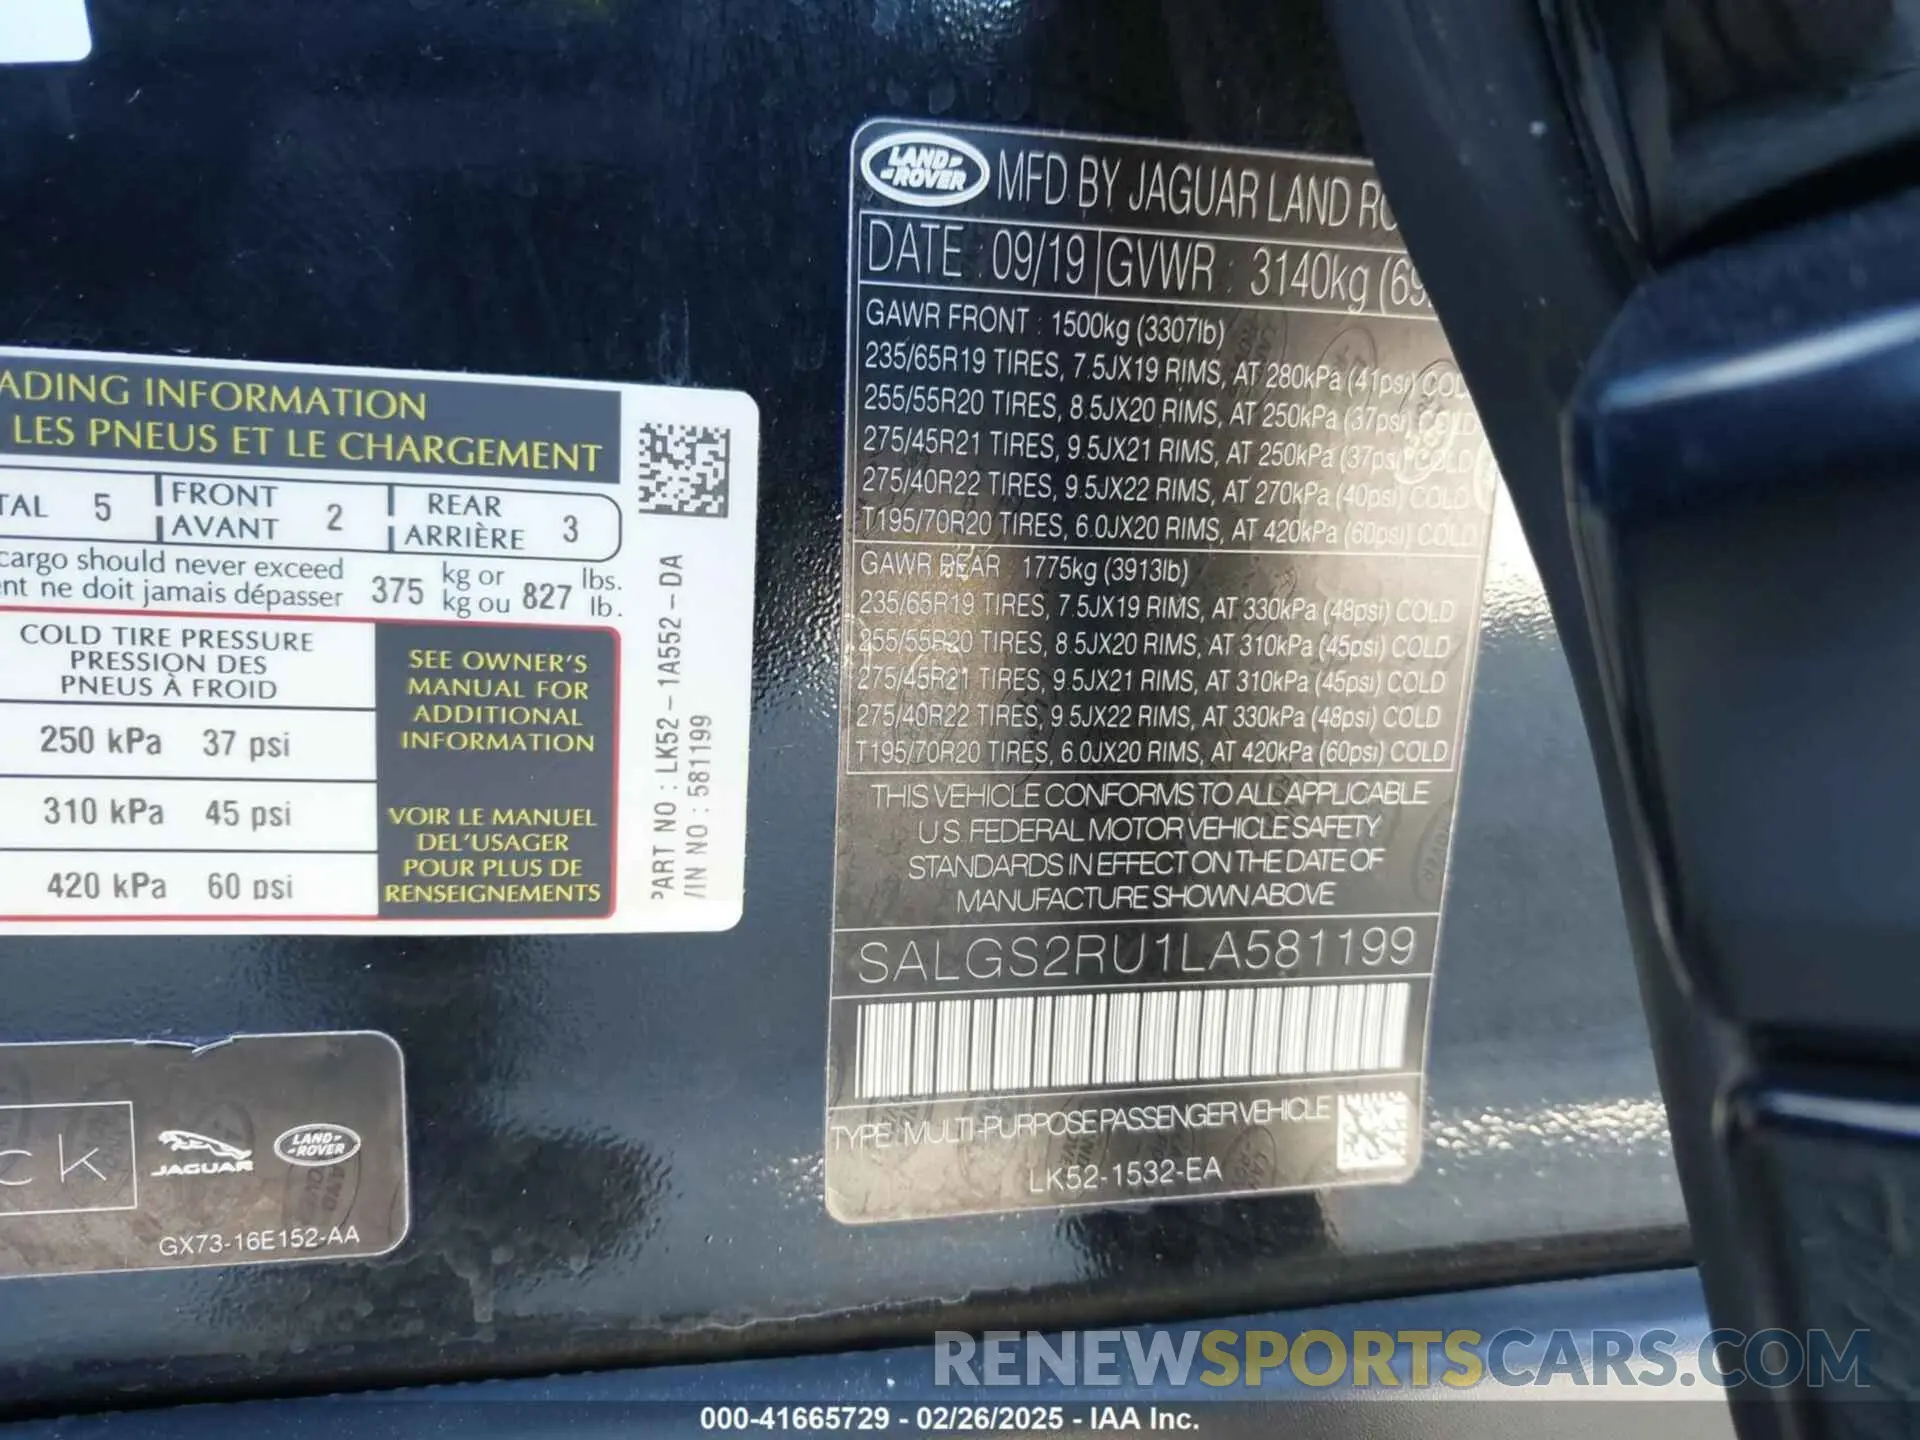 ADING INFORMATION
LES PNEUS ET LE CHARGEMENT
TAL 5 FRONT AVANT 2 REAR ARRIÈRE 3
cargo should never exceed 375 kg or 827 lbs.
nt ne doit jamais dépasser kg ou lb.
COLD TIRE PRESSURE
PRESSION DES
PNEUS À FROID
250 kPa 37 psi
310 kPa 45 psi
420 kPa 60 psi
SEE OWNER'S
MANUAL FOR
ADDITIONAL
INFORMATION
VOIR LE MANUEL
DEL'USAGER
POUR PLUS DE
RENSEIGNEMENTS
PART NO : LK52-1A552-DA
VIN NO : 581199
ck JAGUAR LAND ROVER
GX73-16E152-AA
LAND ROVER MFD BY JAGUAR LAND RO
DATE : 09/19 GVWR : 3140kg (69
GAWR FRONT : 1500kg (3307lb)
235/65R19 TIRES, 7.5JX19 RIMS, AT 280kPa (41psi) COLD
255/55R20 TIRES, 8.5JX20 RIMS, AT 250kPa (37psi) COLD
275/45R21 TIRES, 9.5JX21 RIMS, AT 250kPa (37psi) COLD
275/40R22 TIRES, 9.5JX22 RIMS, AT 270kPa (40psi) COLD
T195/70R20 TIRES, 6.0JX20 RIMS, AT 420kPa (60psi) COLD
GAWR REAR 1775kg (3913lb)
235/65R19 TIRES, 7.5JX19 RIMS, AT 330kPa (48psi) COLD
255/55R20 TIRES, 8.5JX20 RIMS, AT 310kPa (45psi) COLD
275/45R21 TIRES, 9.5JX21 RIMS, AT 310kPa (45psi) COLD
275/40R22 TIRES, 9.5JX22 RIMS, AT 330kPa (48psi) COLD
T195/70R20 TIRES, 6.0JX20 RIMS, AT 420kPa (60psi) COLD
THIS VEHICLE CONFORMS TO ALL APPLICABLE
U.S. FEDERAL MOTOR VEHICLE SAFETY
STANDARDS IN EFFECT ON THE DATE OF
MANUFACTURE SHOWN ABOVE
SALGS2RU1LA581199
TYPE: MULTI-PURPOSE PASSENGER VEHICLE
LK52-1532-EA
RENEWSPORTSCARS.COM
000-41665729 - 02/26/2025 - IAA Inc.